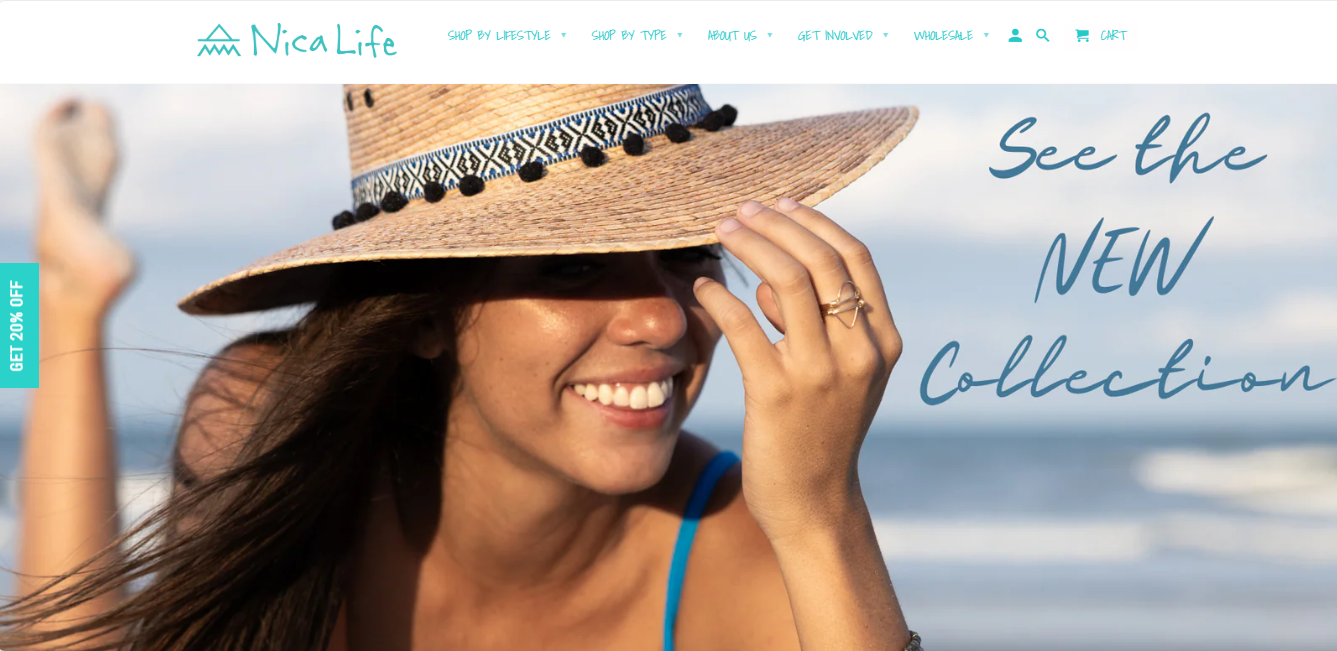 Nica Life
SHOP BY LIFESTYLE
SHOP BY TYPE
ABOUT US
GET INVOLVED
WHOLESALE
CART
See the
NEW
Collection
GET 20% OFF